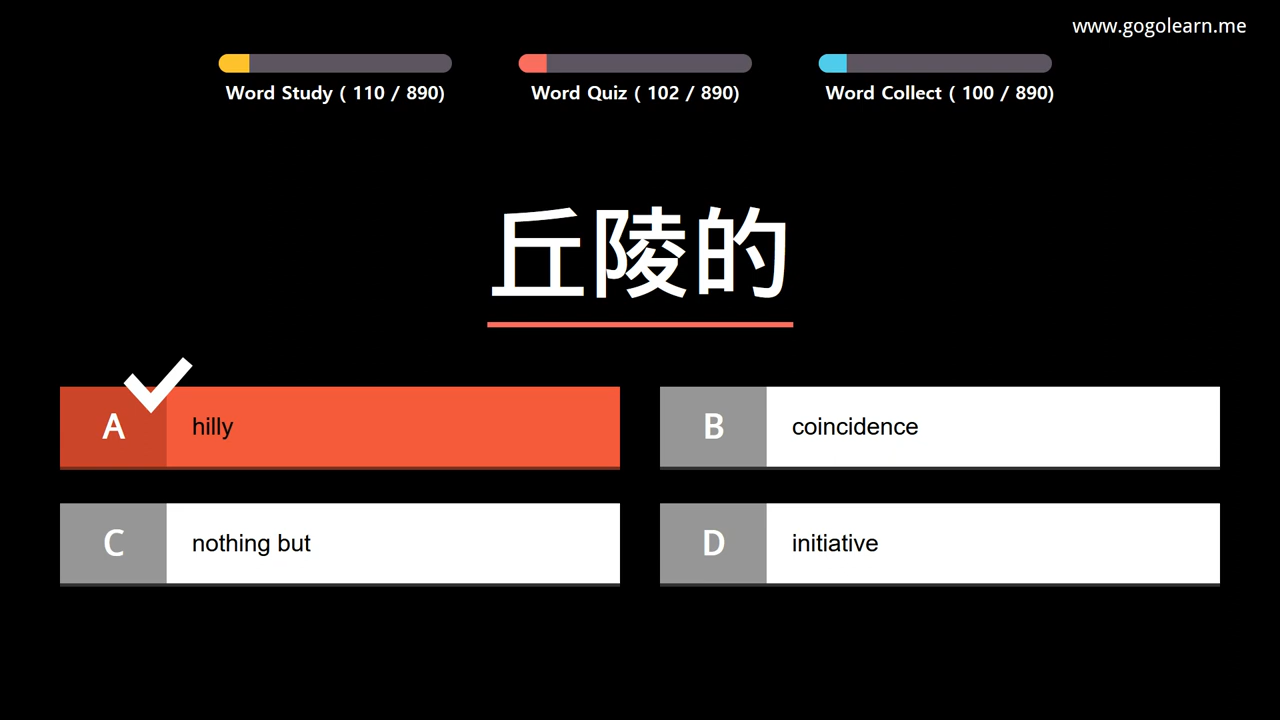 www.gogolearn.me
Word Study ( 110 / 890)
Word Quiz ( 102 / 890)
Word Collect ( 100 / 890)
丘陵的
A hilly
B coincidence
C nothing but
D initiative